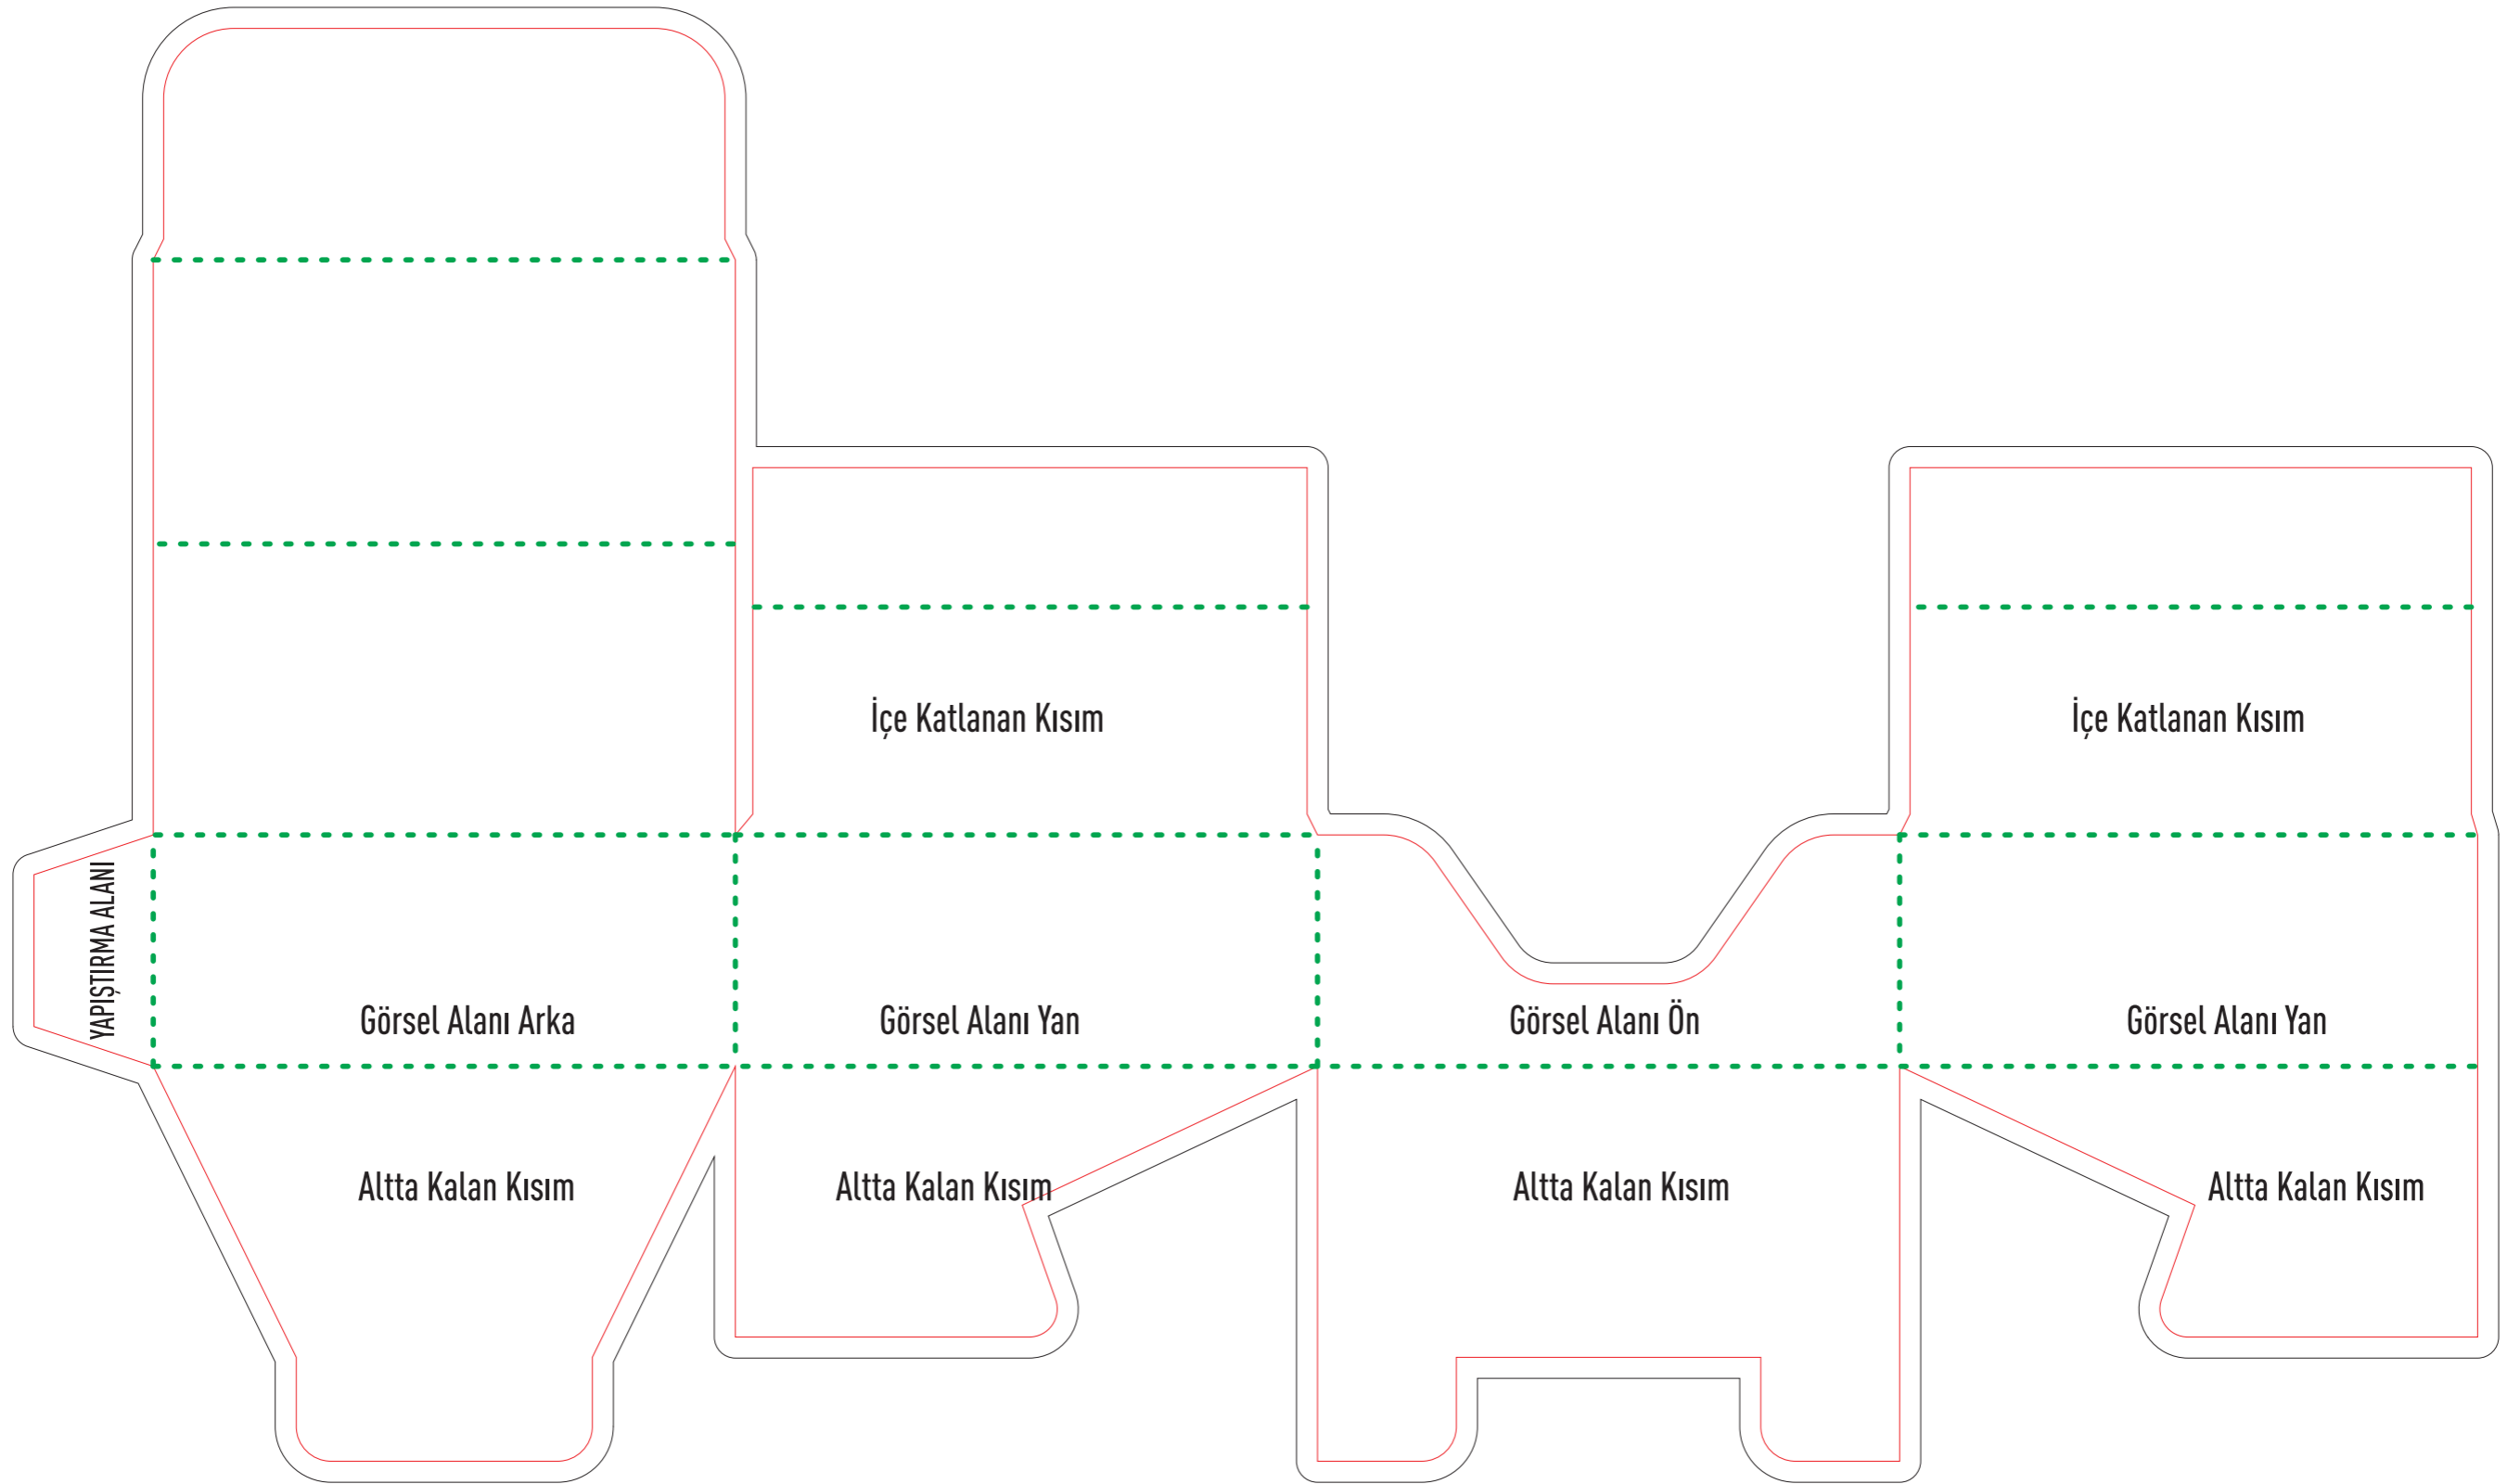 İçe Katlanan Kısım
İçe Katlanan Kısım
YAPIŞTIRMA ALANI
Görsel Alanı Arka
Görsel Alanı Yan
Görsel Alanı Ön
Görsel Alanı Yan
Altta Kalan Kısım
Altta Kalan Kısım
Altta Kalan Kısım
Altta Kalan Kısım